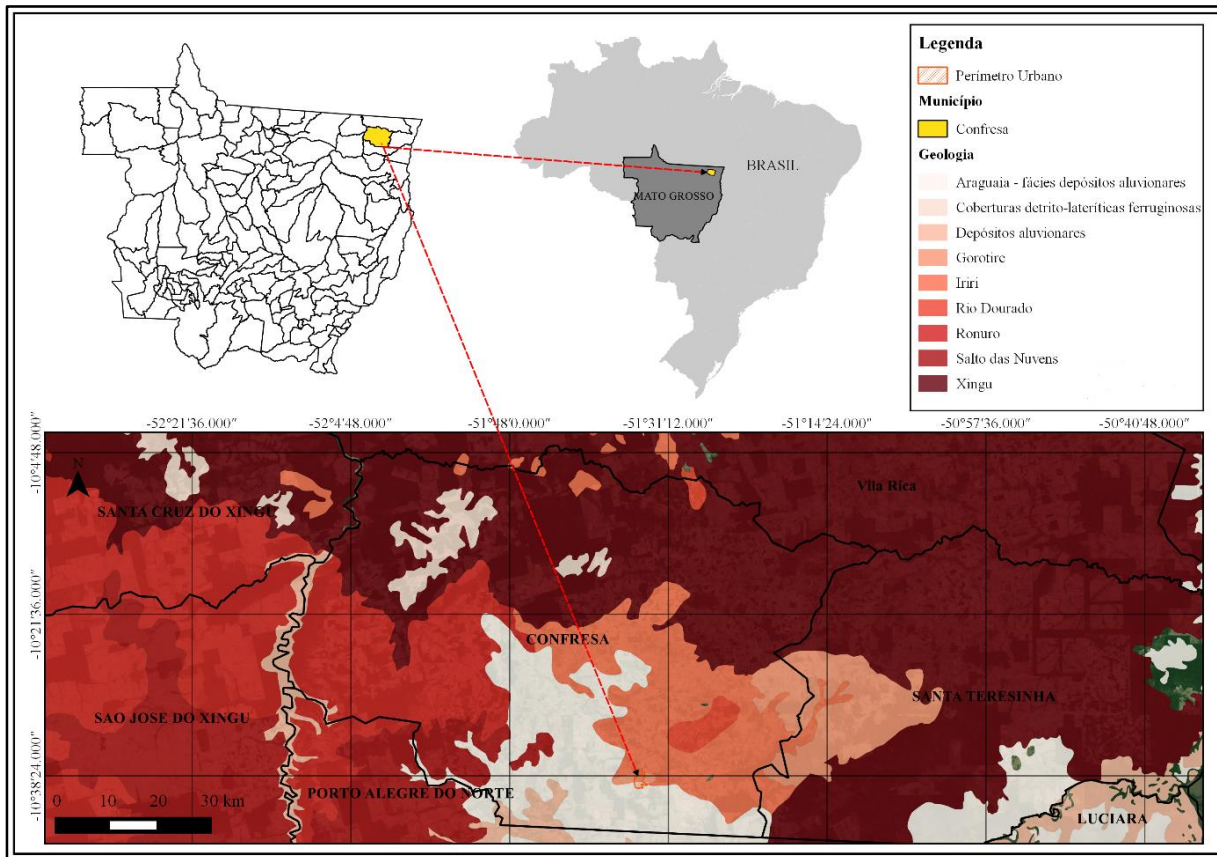 Legenda
Perímetro Urbano
Município
Confresa
Geologia
Araguaia - fácies depósitos aluvionares
Coberturas detrito-lateríticas ferruginosas
Depósitos aluvionares
Gorotire
Iriri
Rio Dourado
Ronuro
Salto das Nuvens
Xingu
BRASIL
MATO GROSSO
-52°21'36.000" -52°4'48.000" -51°48'0.000" -51°31'12.000" -51°14'24.000" -50°57'36.000" -50°40'48.000"
-10°4'48.000"
-10°21'36.000"
-10°38'24.000"
N
Vila Rica
SANTA CRUZ DO XINGU
CONFRESA
SANTA TERESINHA
SAO JOSE DO XINGU
PORTO ALEGRE DO NORTE
LUCIARA
0 10 20 30 km